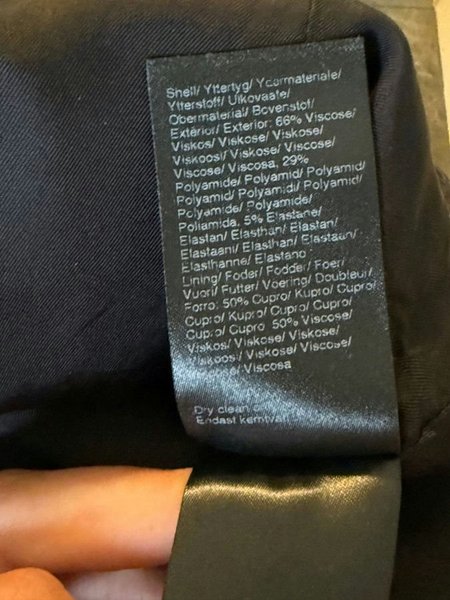 Shell/ Yttertyg/ Ydermateriale/
Ytterstoff/ Ulkovaate/
Obermaterial/ Bovenstof/
Extérior/ Exterior: 66% Viscose/
Viskos/ Viskose/ Viskose/
Viskoosi/ Viskose/ Viscose/
Viscose/ Viscosa, 29%
Polyamide/ Polyamid/ Polyamid/
Polyamid/ Polyamidi/ Polyamid/
Polyamide/ Polyamide/
Poliamida, 5% Elastane/
Elastan/ Elasthan/ Elastan/
Elastaani/ Elasthan/ Elastaan/
Elasthanne/ Elastano
Lining/ Foder/ Fodder/ Foer/
Vuori/ Futter/ Voering/ Doubleur/
Forro: 50% Cupro/ Kupro/ Cupro/
Cupro/ Kupro/ Cupro/ Cupro/
Cupro/ Cupro 50% Viscose/
Viskos/ Viskose/ Viskose/
Viskoosi/ Viskose/ Viscose/
Viscosa
Dry clean
Endast